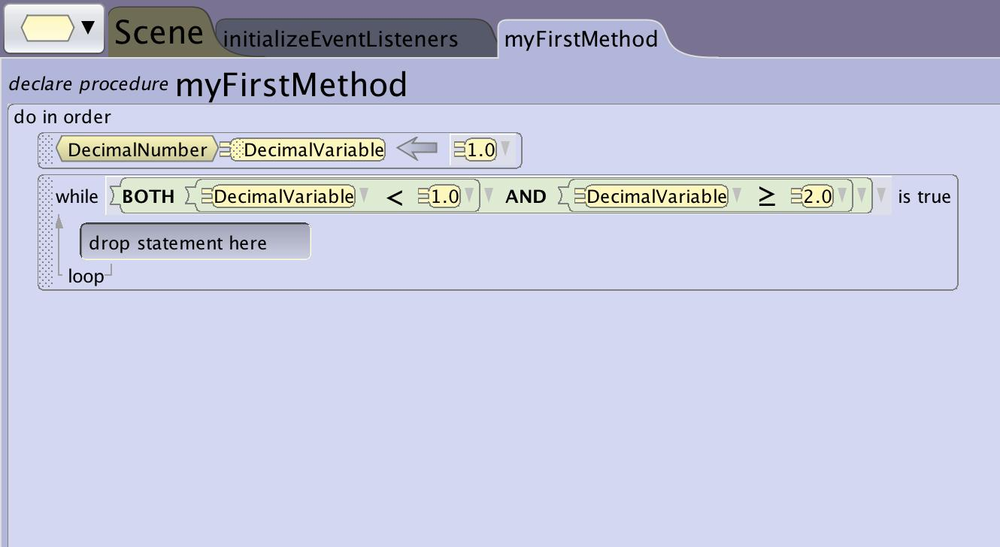 Scene initializeEventListeners myFirstMethod
declare procedure myFirstMethod
do in order
DecimalNumber DecimalVariable 1.0
while BOTH DecimalVariable < 1.0 AND DecimalVariable ≥ 2.0 is true
drop statement here
loop